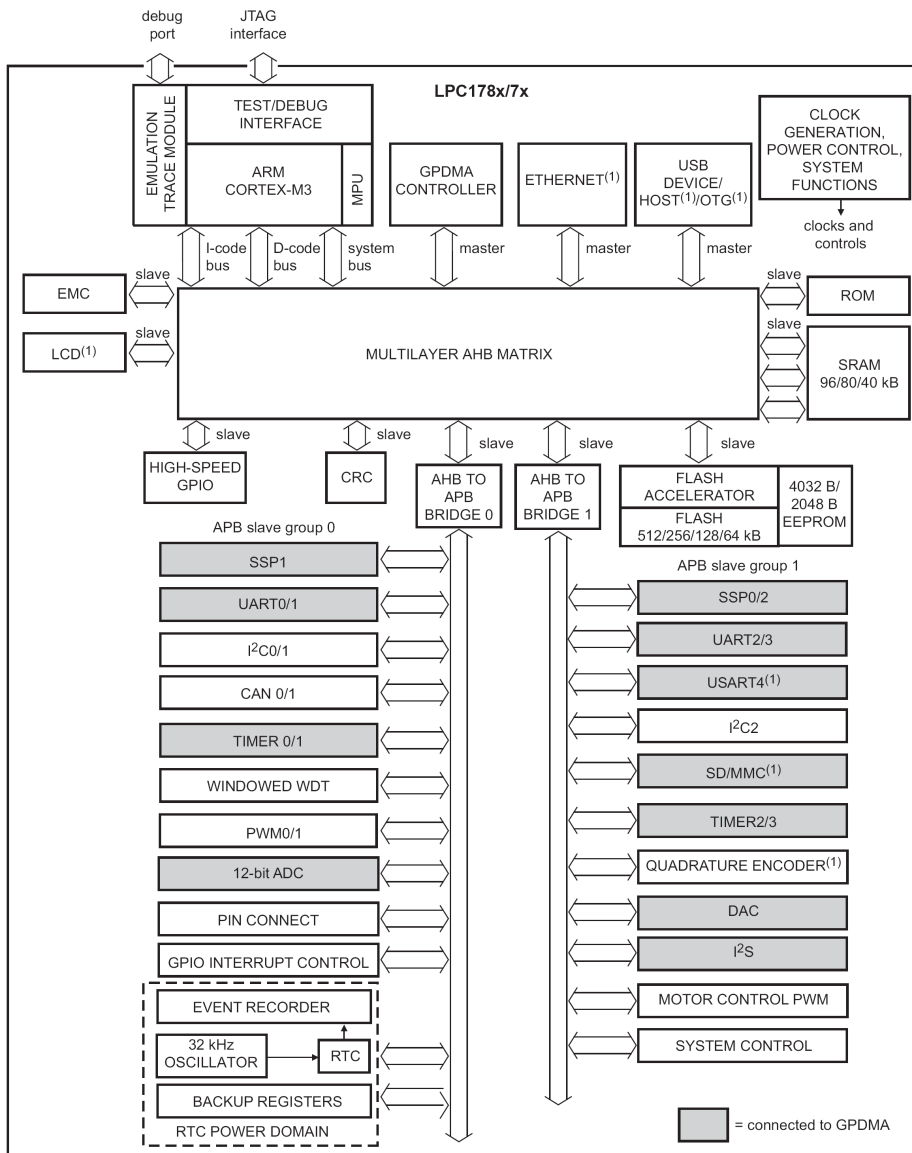 debug
port
JTAG
interface
LPC178x/7x
EMULATION
TRACE MODULE
TEST/DEBUG
INTERFACE
ARM
CORTEX-M3
MPU
GPDMA
CONTROLLER
ETHERNET(1)
USB
DEVICE/
HOST(1)/OTG(1)
CLOCK
GENERATION,
POWER CONTROL,
SYSTEM
FUNCTIONS
clocks and
controls
I-code
bus
D-code
bus
system
bus
master
master
master
slave
EMC
slave
LCD(1)
MULTILAYER AHB MATRIX
slave
ROM
slave
SRAM
96/80/40 kB
slave
slave
slave
slave
slave
HIGH-SPEED
GPIO
CRC
AHB TO
APB
BRIDGE 0
AHB TO
APB
BRIDGE 1
FLASH
ACCELERATOR
FLASH
512/256/128/64 kB
4032 B/
2048 B
EEPROM
APB slave group 0
SSP1
UART0/1
I2C0/1
CAN 0/1
TIMER 0/1
WINDOWED WDT
PWM0/1
12-bit ADC
PIN CONNECT
GPIO INTERRUPT CONTROL
EVENT RECORDER
32 kHz
OSCILLATOR
RTC
BACKUP REGISTERS
RTC POWER DOMAIN
APB slave group 1
SSP0/2
UART2/3
USART4(1)
I2C2
SD/MMC(1)
TIMER2/3
QUADRATURE ENCODER(1)
DAC
I2S
MOTOR CONTROL PWM
SYSTEM CONTROL
= connected to GPDMA